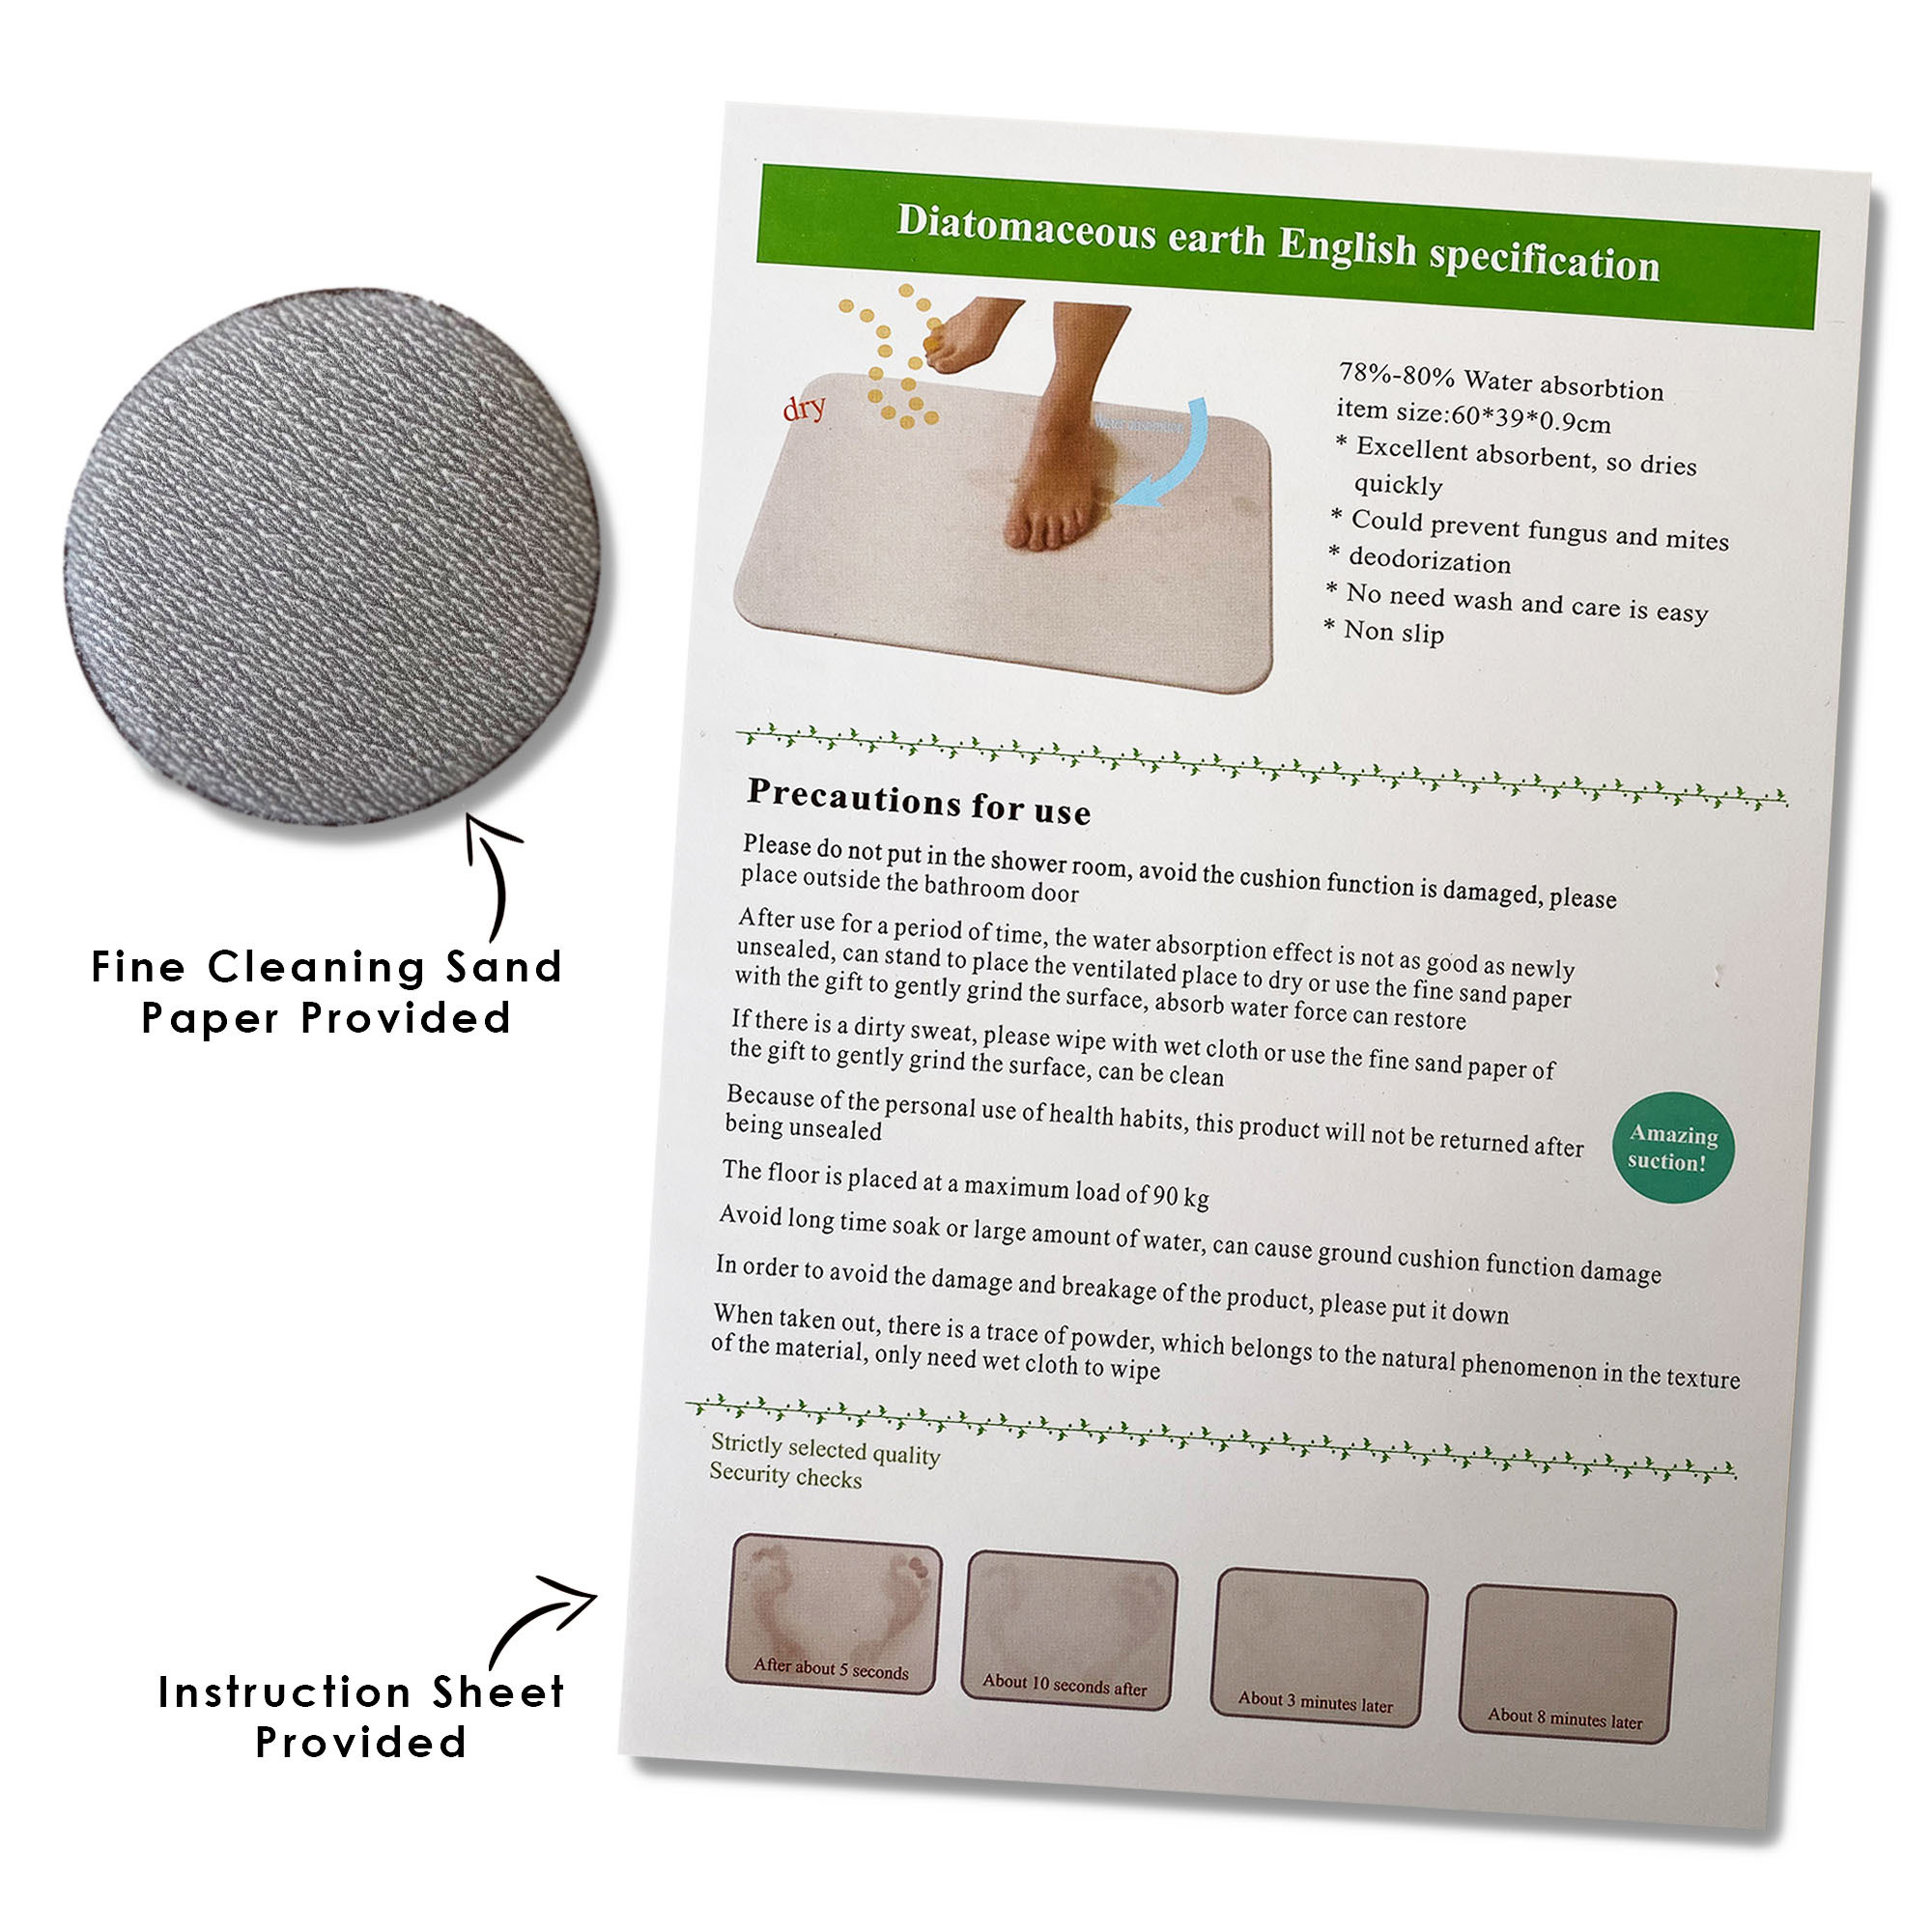 Diatomaceous earth English specification
dry
78%-80% Water absorbtion
item size:60*39*0.9cm
* Excellent absorbent, so dries
quickly
* Could prevent fungus and mites
* deodorization
* No need wash and care is easy
* Non slip
Precautions for use
Please do not put in the shower room, avoid the cushion function is damaged, please
place outside the bathroom door
After use for a period of time, the water absorption effect is not as good as newly
unsealed, can stand to place the ventilated place to dry or use the fine sand paper
with the gift to gently grind the surface, absorb water force can restore
If there is a dirty sweat, please wipe with wet cloth or use the fine sand paper of
the gift to gently grind the surface, can be clean
Because of the personal use of health habits, this product will not be returned after
being unsealed
Amazing
suction!
The floor is placed at a maximum load of 90 kg
Avoid long time soak or large amount of water, can cause ground cushion function damage
In order to avoid the damage and breakage of the product, please put it down
When taken out, there is a trace of powder, which belongs to the natural phenomenon in the texture
of the material, only need wet cloth to wipe
Strictly selected quality
Security checks
After about 5 seconds
About 10 seconds after
About 3 minutes later
About 8 minutes later
Fine Cleaning Sand
Paper Provided
Instruction Sheet
Provided